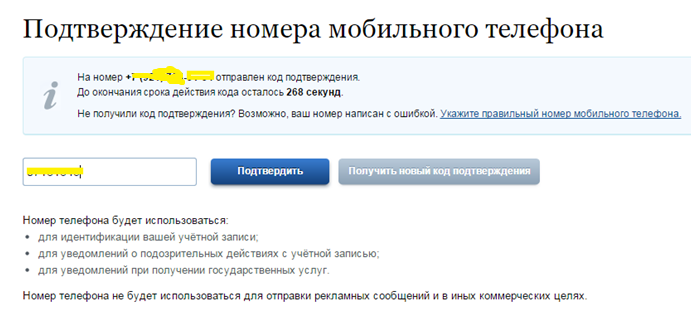 Подтверждение номера мобильного телефона
На номер отправлен код подтверждения.
До окончания срока действия кода осталось 268 секунд.
Не получили код подтверждения? Возможно, ваш номер написан с ошибкой. Укажите правильный номер мобильного телефона.
Подтвердить Получить новый код подтверждения
Номер телефона будет использоваться:
для идентификации вашей учётной записи;
для уведомлений о подозрительных действиях с учётной записью;
для уведомлений при получении государственных услуг.
Номер телефона не будет использоваться для отправки рекламных сообщений и в иных коммерческих целях.